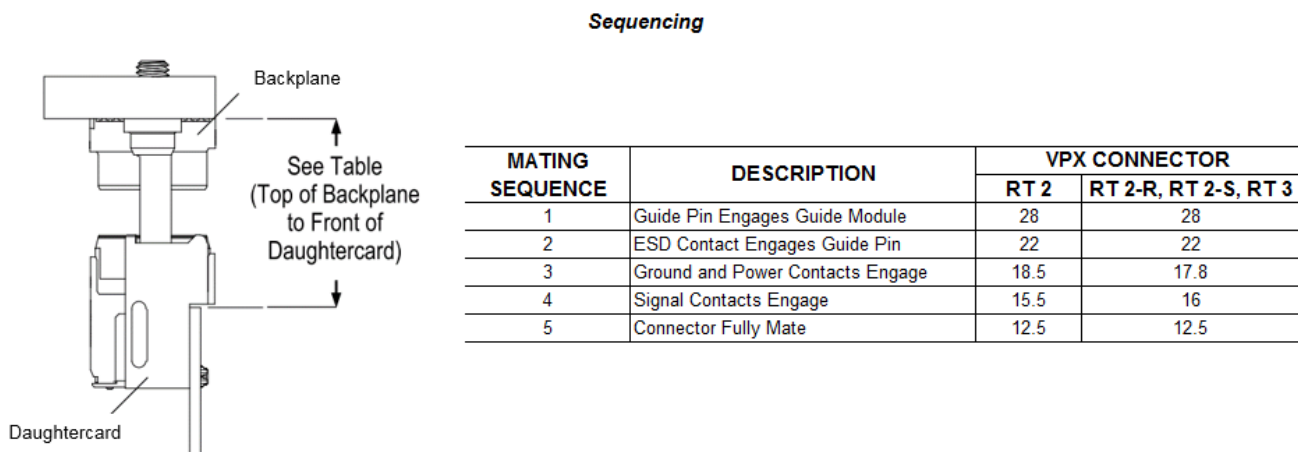 Sequencing
Backplane
See Table
(Top of Backplane
to Front of
Daughtercard)
Daughtercard
MATING SEQUENCE DESCRIPTION VPX CONNECTOR
RT 2 RT 2-R, RT 2-S, RT 3
1 Guide Pin Engages Guide Module 28 28
2 ESD Contact Engages Guide Pin 22 22
3 Ground and Power Contacts Engage 18.5 17.8
4 Signal Contacts Engage 15.5 16
5 Connector Fully Mate 12.5 12.5